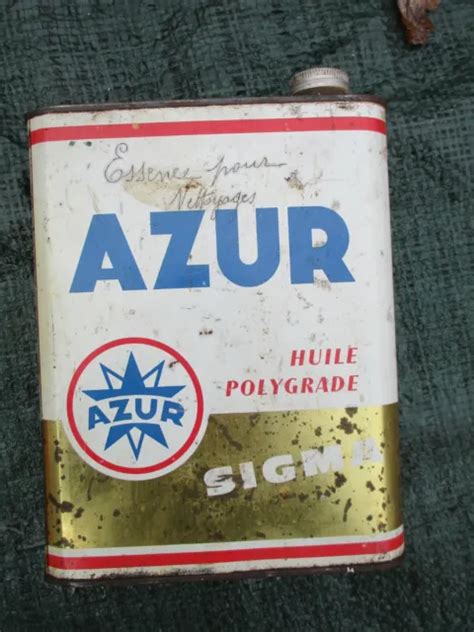 Essence pour
Nettoyages
AZUR
HUILE
POLYGRADE
AZUR
SIGMA